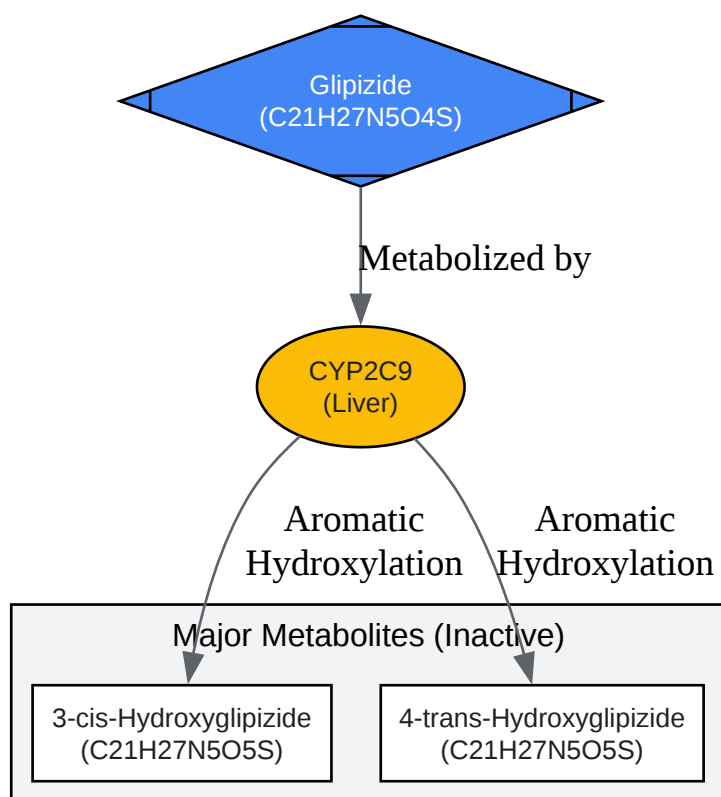 Glipizide
(C21H27N5O4S)
Metabolized by
CYP2C9
(Liver)
Aromatic
Hydroxylation
Aromatic
Hydroxylation
Major Metabolites (Inactive)
3-cis-Hydroxyglipizide
(C21H27N5O5S)
4-trans-Hydroxyglipizide
(C21H27N5O5S)